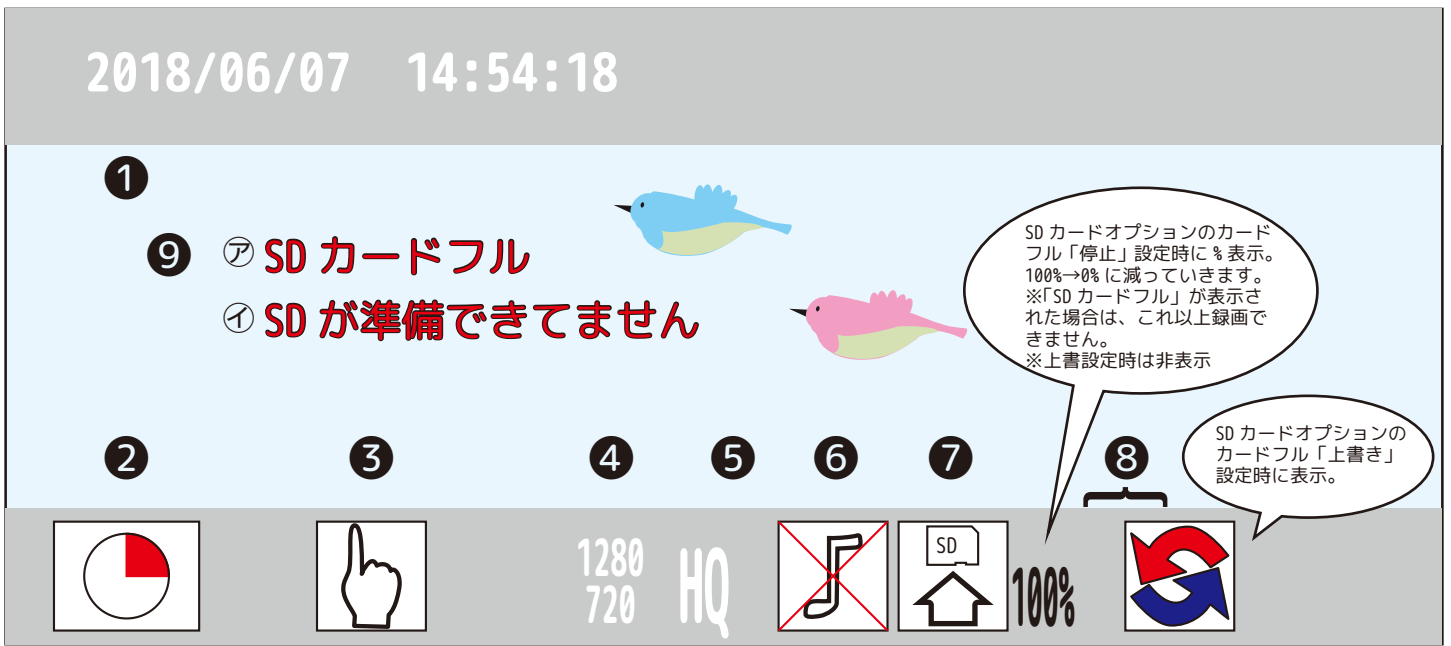 2018/06/07 14:54:18
❶
❾ ㋐ SD カードフル
㋑ SD が準備できてません
SD カードオプションのカード
フル「停止」設定時に % 表示。
100%→0% に減っていきます。
※「SD カードフル」が表示さ
れた場合は、これ以上録画で
きません。
※上書設定時は非表示
SD カードオプションの
カードフル「上書き」
設定時に表示。
❷ ❸ ❹ ❺ ❻ ❼ ❽
1280
720
HQ
SD
100%